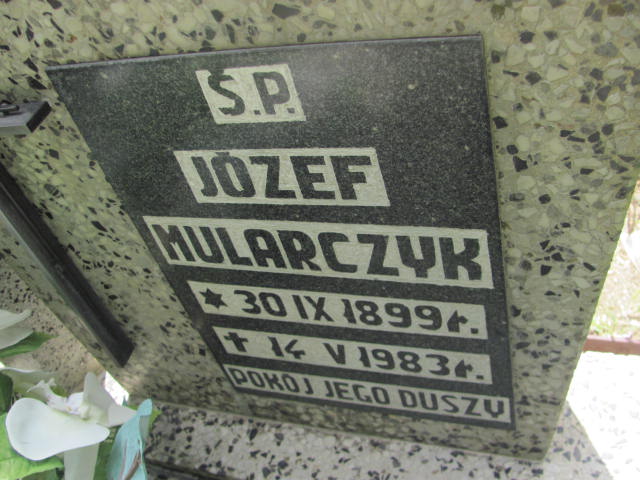 Ś.P.
JÓZEF
MULARCZYK
* 30 IX 1899 r.
✝ 14 V 1983 r.
POKÓJ JEGO DUSZY